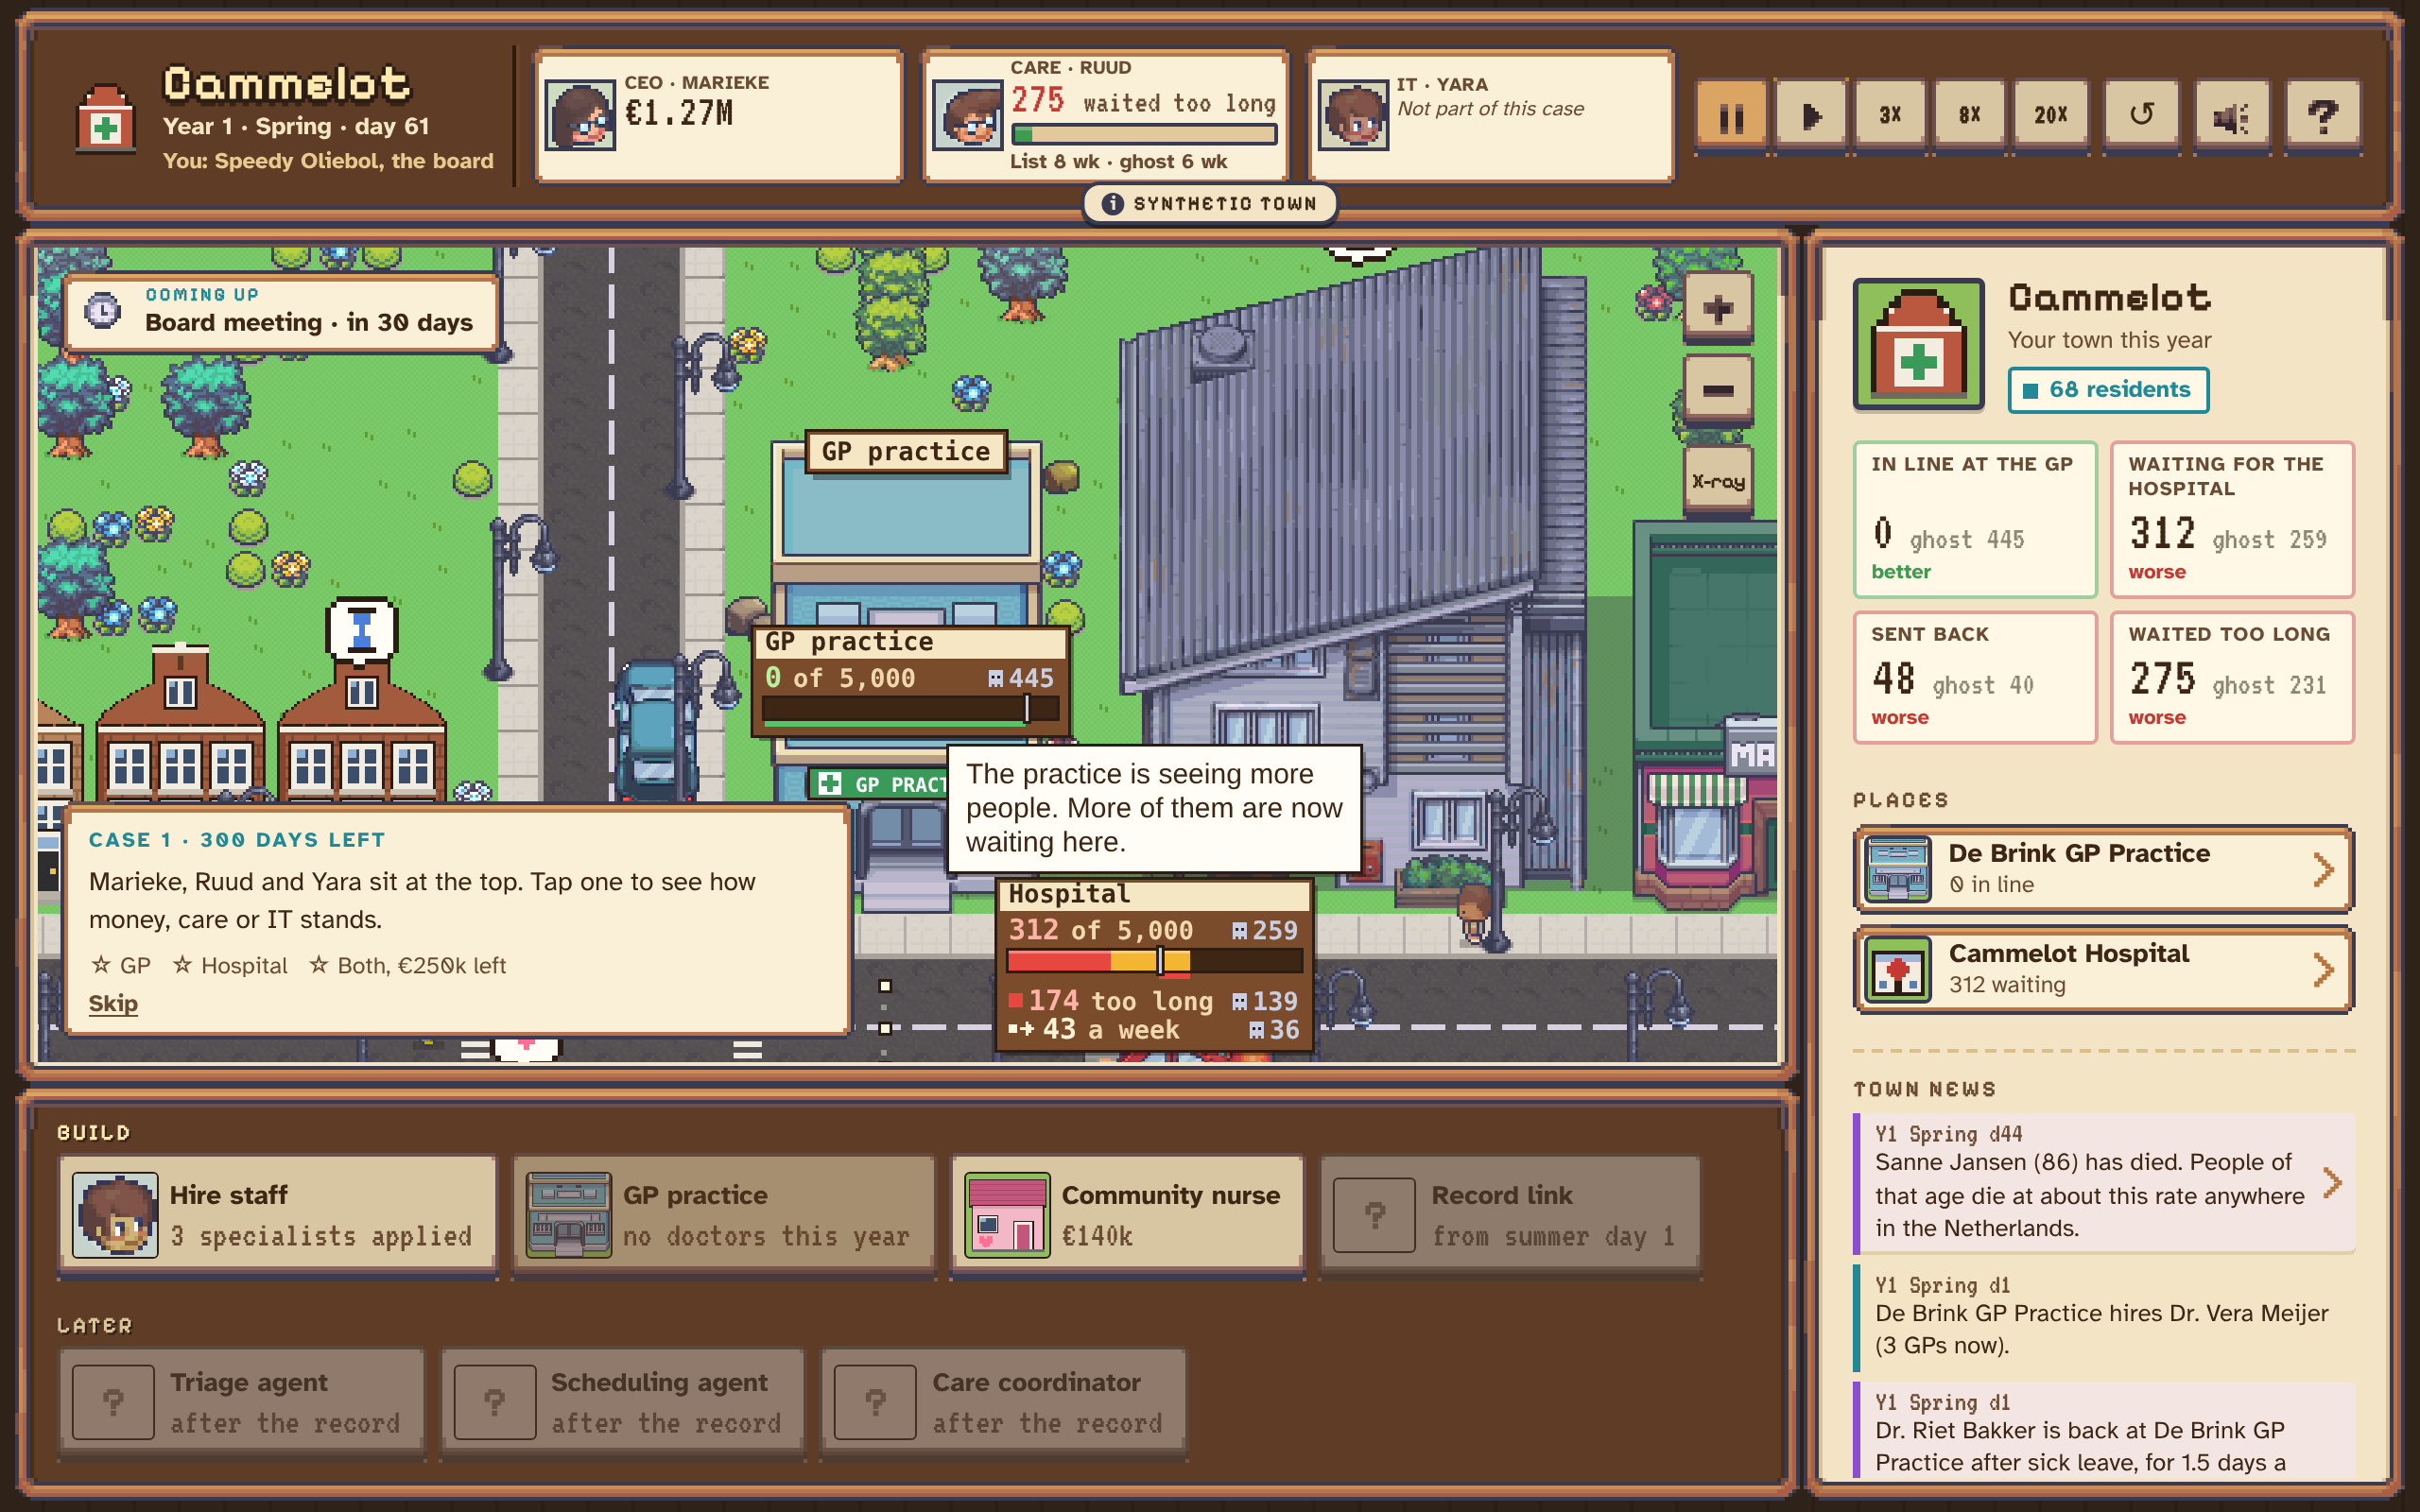 Cammelot
Year 1 · Spring · day 61
You: Speedy Oliebol, the board
CEO · MARIEKE
€1.27M
CARE · RUUD
275 waited too long
List 8 wk · ghost 6 wk
IT · YARA
Not part of this case
3X
8X
20X
↺
?
i SYNTHETIC TOWN
COMING UP
Board meeting · in 30 days
+
−
X-ray
GP practice
GP practice
0 of 5,000 445
GP PRACT
MA
The practice is seeing more
people. More of them are now
waiting here.
Hospital
312 of 5,000 259
174 too long 139
43 a week 36
CASE 1 · 300 DAYS LEFT
Marieke, Ruud and Yara sit at the top. Tap one to see how
money, care or IT stands.
☆ GP ☆ Hospital ☆ Both, €250k left
Skip
BUILD
Hire staff
3 specialists applied
GP practice
no doctors this year
Community nurse
€140k
?
Record link
from summer day 1
LATER
?
Triage agent
after the record
?
Scheduling agent
after the record
?
Care coordinator
after the record
Cammelot
Your town this year
68 residents
IN LINE AT THE GP
0 ghost 445
better
WAITING FOR THE
HOSPITAL
312 ghost 259
worse
SENT BACK
48 ghost 40
worse
WAITED TOO LONG
275 ghost 231
worse
PLACES
De Brink GP Practice
0 in line
Cammelot Hospital
312 waiting
TOWN NEWS
Y1 Spring d44
Sanne Jansen (86) has died. People of
that age die at about this rate anywhere
in the Netherlands.
Y1 Spring d1
De Brink GP Practice hires Dr. Vera Meijer
(3 GPs now).
Y1 Spring d1
Dr. Riet Bakker is back at De Brink GP
Practice after sick leave, for 1.5 days a